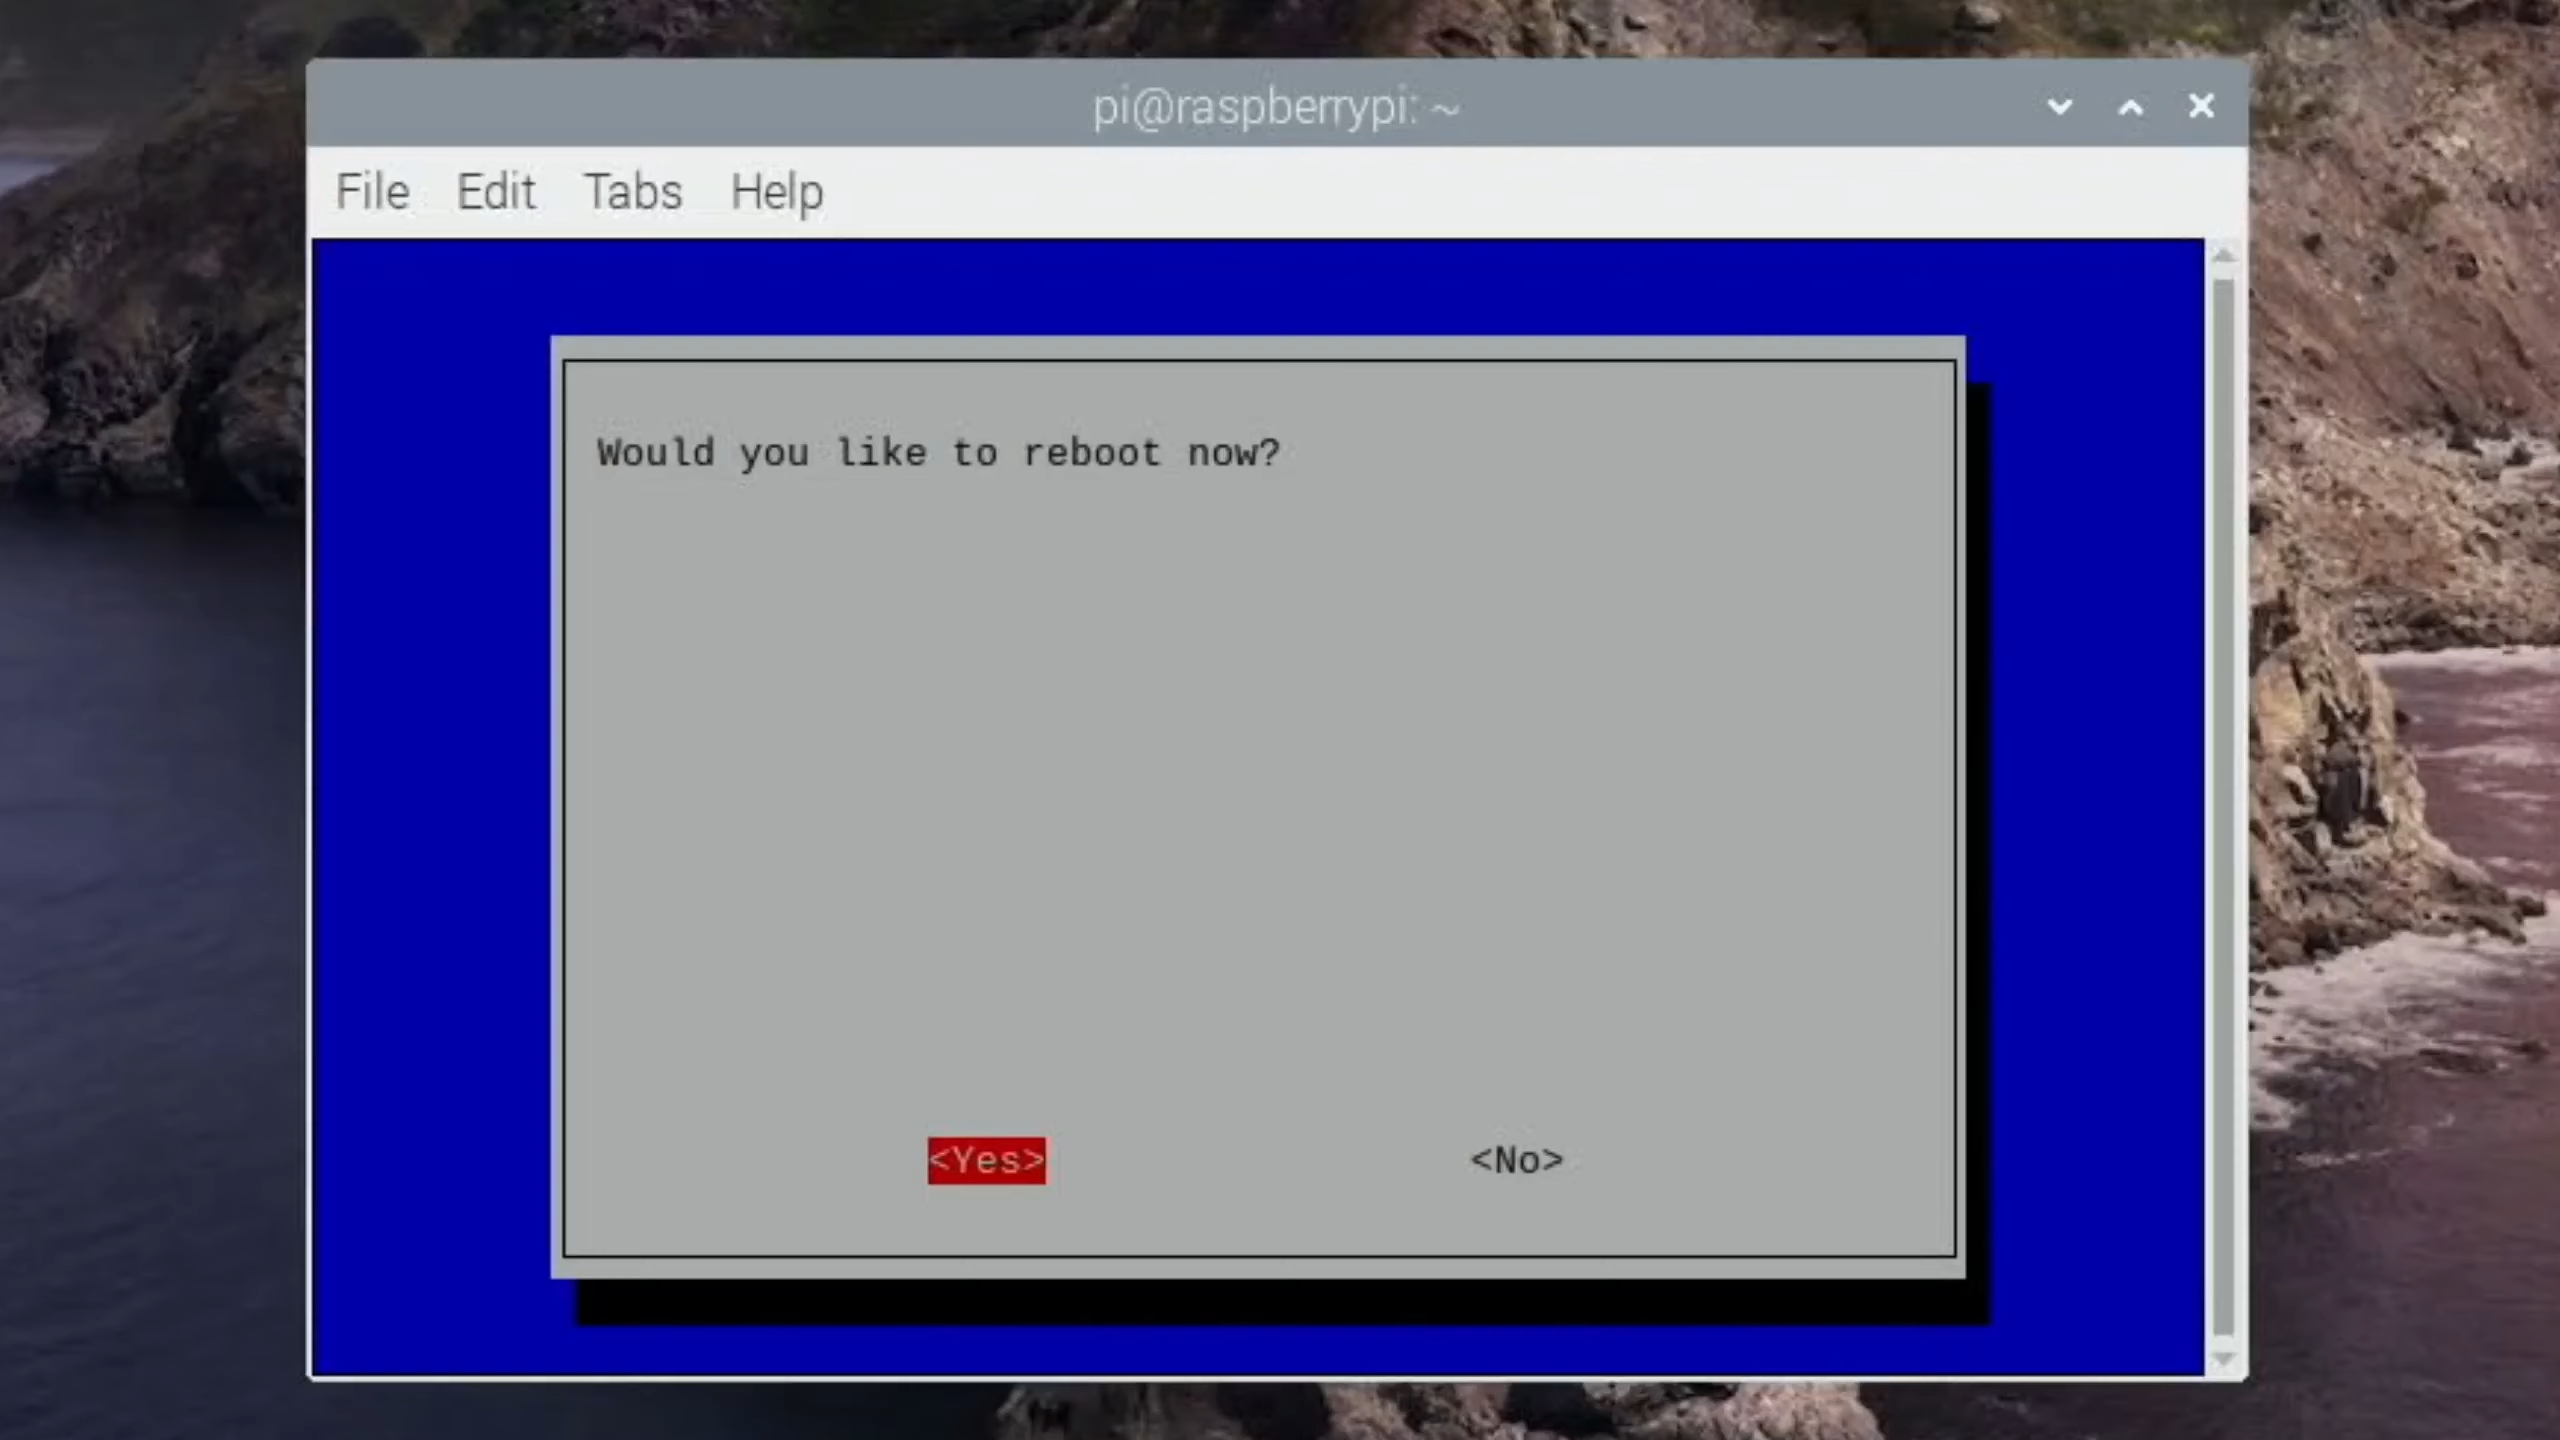 pi@raspberrypi: ~
File Edit Tabs Help
Would you like to reboot now?
<Yes> <No>